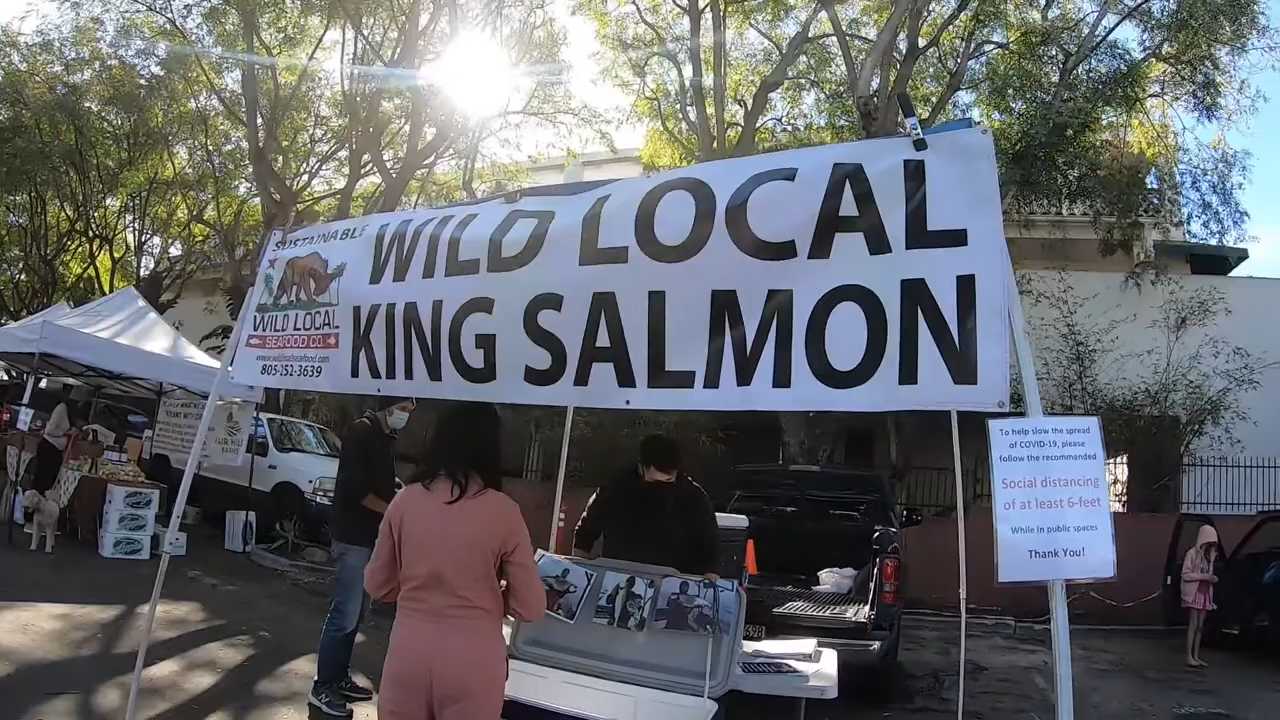 SUSTAINABLE
WILD LOCAL
SEAFOOD CO.
www.wildlocalseafood.com
805-252-3639
WILD LOCAL
KING SALMON
To help slow the spread
of COVID-19, please
follow the recommended
Social distancing
of at least 6-feet
While in public spaces
Thank You!
FARMS
698